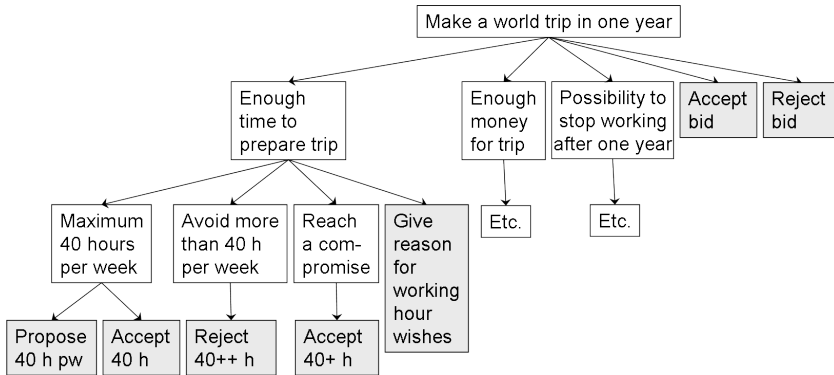 Make a world trip in one year
Enough
time to
prepare trip
Enough
money
for trip
Possibility to
stop working
after one year
Accept
bid
Reject
bid
Maximum
40 hours
per week
Avoid more
than 40 h
per week
Reach
a com-
promise
Give
reason
for
working
hour
wishes
Etc.
Etc.
Propose
40 h pw
Accept
40 h
Reject
40++ h
Accept
40+ h